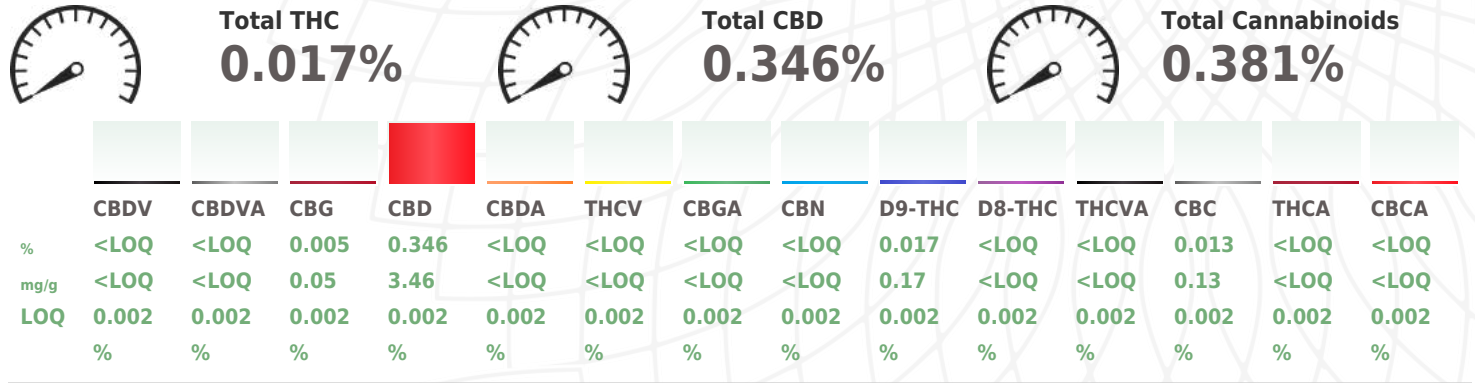 Total THC
0.017%
Total CBD
0.346%
Total Cannabinoids
0.381%
CBDV CBDVA CBG CBD CBDA THCV CBGA CBN D9-THC D8-THC THCVA CBC THCA CBCA
% <LOQ <LOQ 0.005 0.346 <LOQ <LOQ <LOQ <LOQ 0.017 <LOQ <LOQ 0.013 <LOQ <LOQ
mg/g <LOQ <LOQ 0.05 3.46 <LOQ <LOQ <LOQ <LOQ 0.17 <LOQ <LOQ 0.13 <LOQ <LOQ
LOQ 0.002 0.002 0.002 0.002 0.002 0.002 0.002 0.002 0.002 0.002 0.002 0.002 0.002 0.002
% % % % % % % % % % % % % %